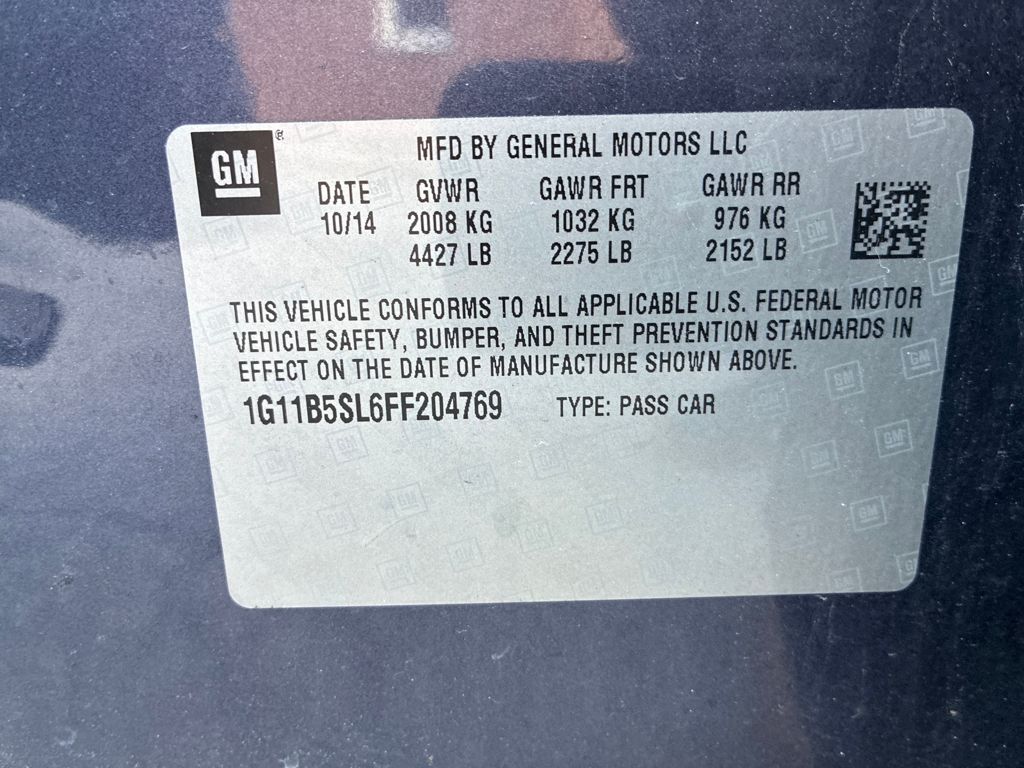 GM®
MFD BY GENERAL MOTORS LLC
DATE GVWR GAWR FRT GAWR RR
10/14 2008 KG 1032 KG 976 KG
4427 LB 2275 LB 2152 LB
THIS VEHICLE CONFORMS TO ALL APPLICABLE U.S. FEDERAL MOTOR
VEHICLE SAFETY, BUMPER, AND THEFT PREVENTION STANDARDS IN
EFFECT ON THE DATE OF MANUFACTURE SHOWN ABOVE.
1G11B5SL6FF204769 TYPE: PASS CAR